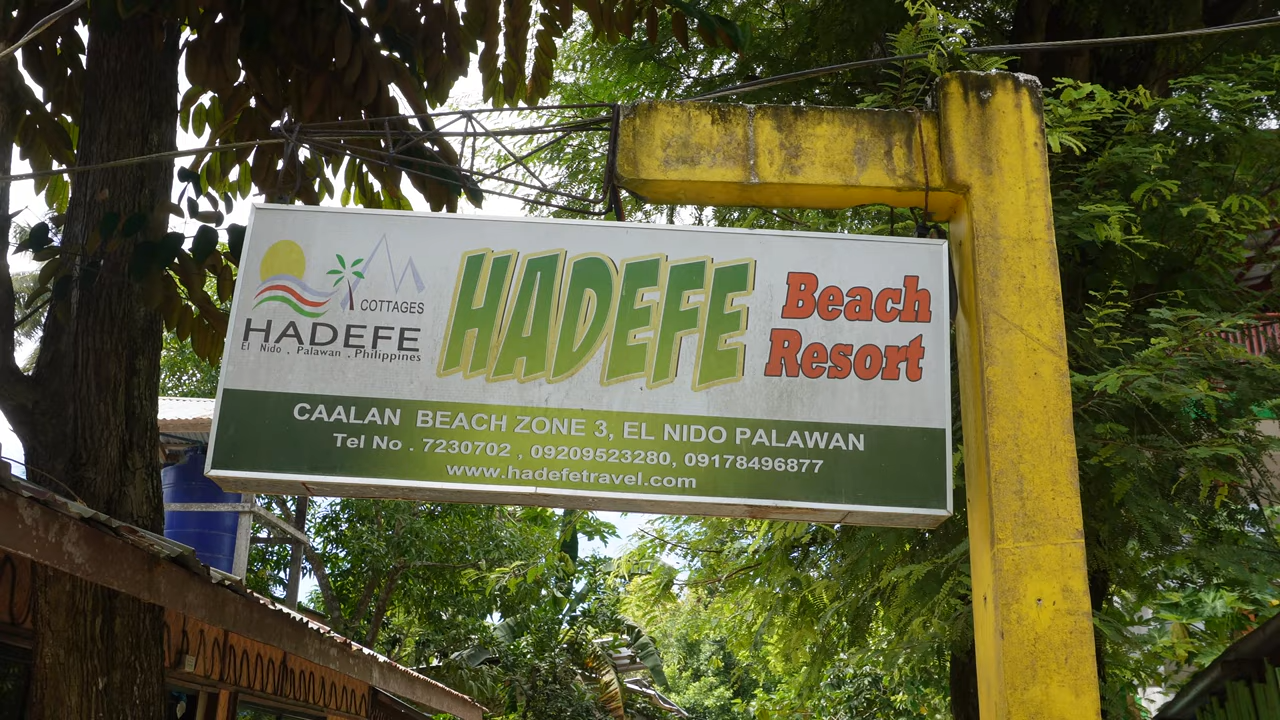 COTTAGES
HADEFE
El Nido . Palawan . Philippines
HADEFE
Beach
Resort
CAALAN BEACH ZONE 3, EL NIDO PALAWAN
Tel No . 7230702 , 09209523280, 09178496877
www.hadefetravel.com